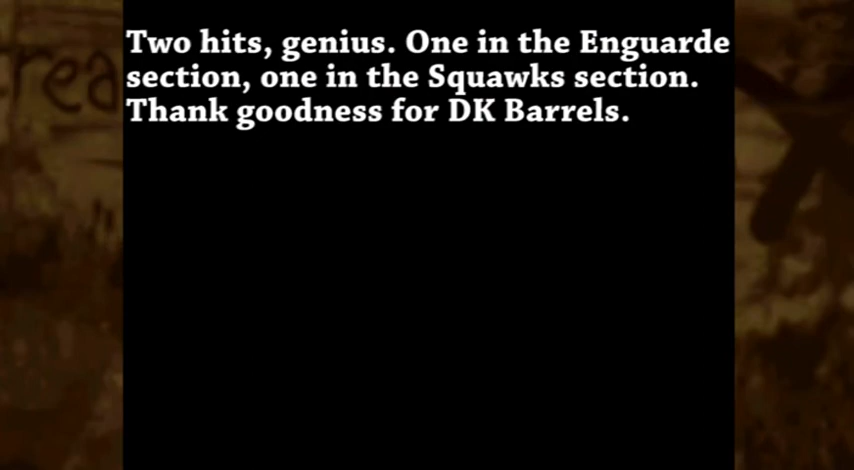 Two hits, genius. One in the Enguarde
section, one in the Squawks section.
Thank goodness for DK Barrels.